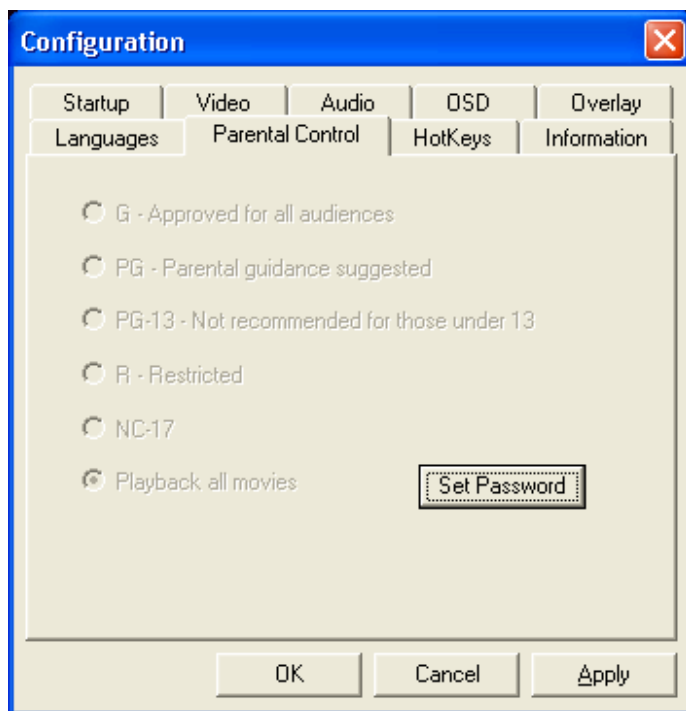 Configuration
Startup Video Audio OSD Overlay
Languages Parental Control HotKeys Information
G - Approved for all audiences
PG - Parental guidance suggested
PG-13 - Not recommended for those under 13
R - Restricted
NC-17
Playback all movies Set Password
OK Cancel Apply